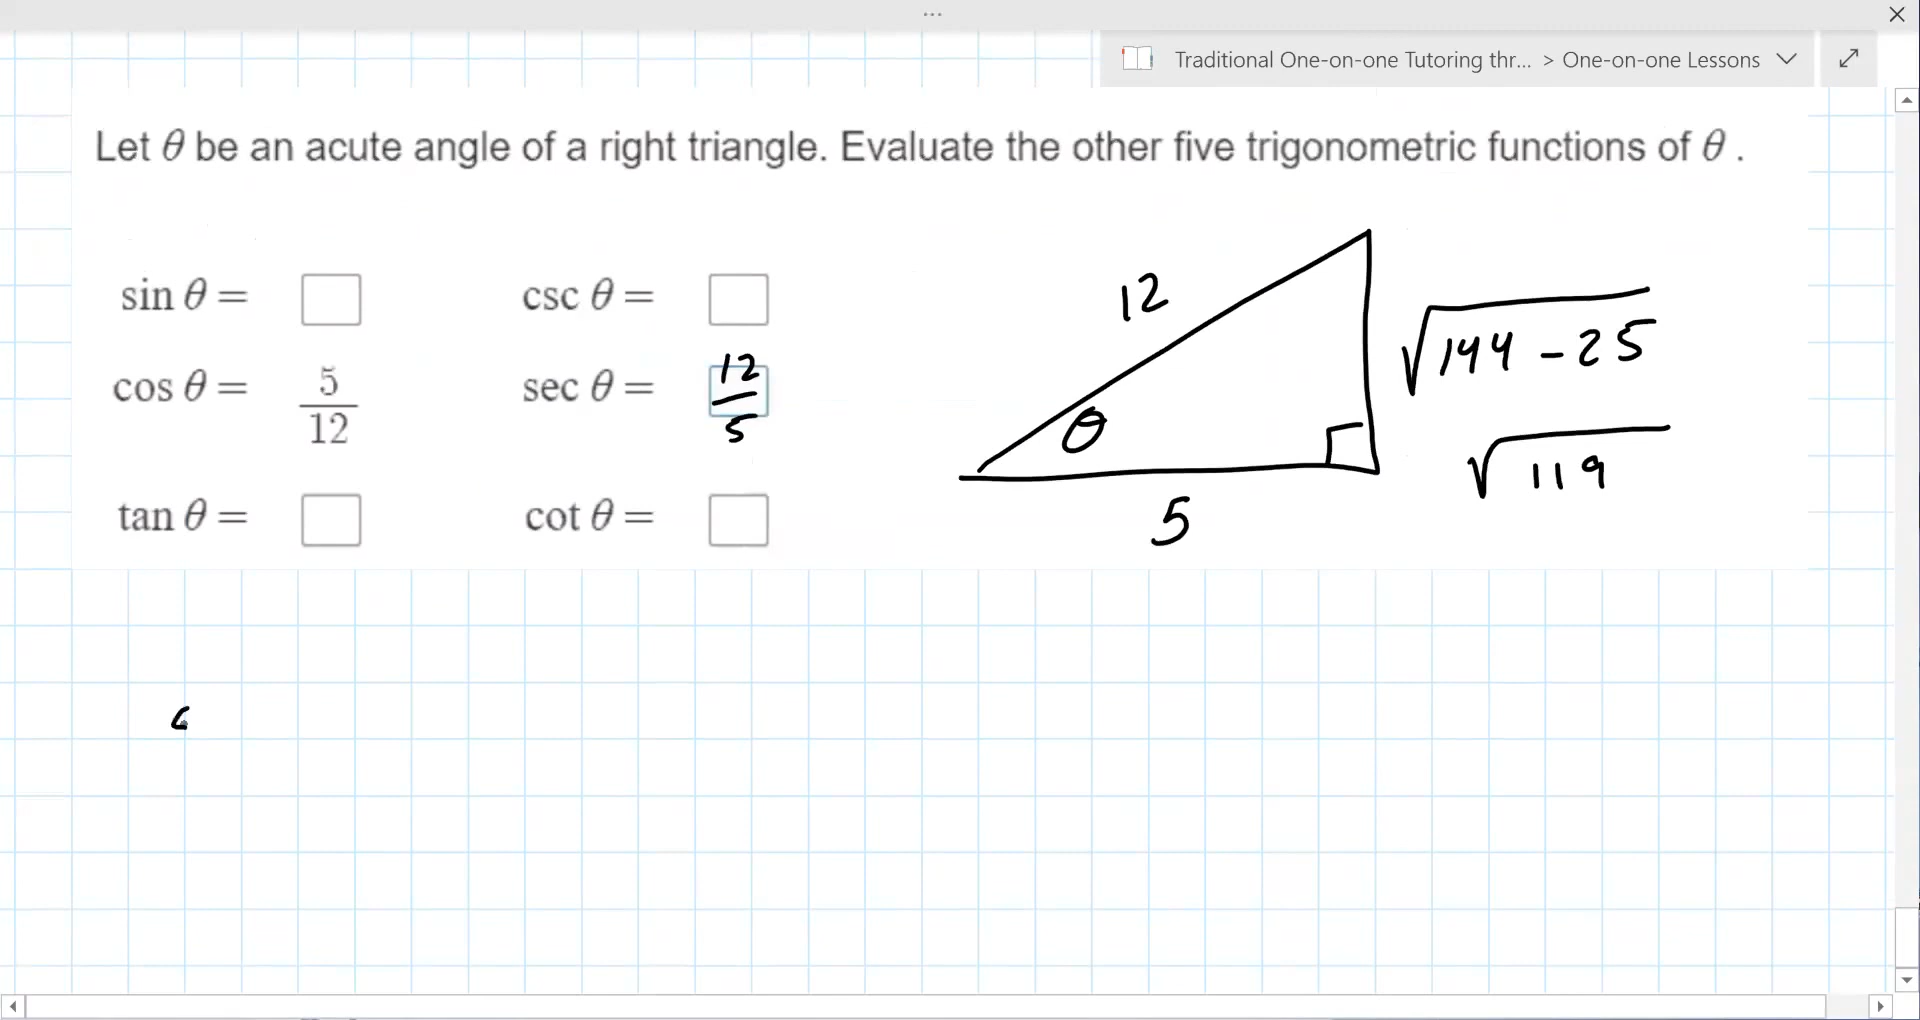 ...
Traditional One-on-one Tutoring thr... > One-on-one Lessons
Let θ be an acute angle of a right triangle. Evaluate the other five trigonometric functions of θ .
sin θ =
csc θ =
cos θ = 5/12
sec θ = 12/5
tan θ =
cot θ =
12
θ
5
√144 - 25
√119